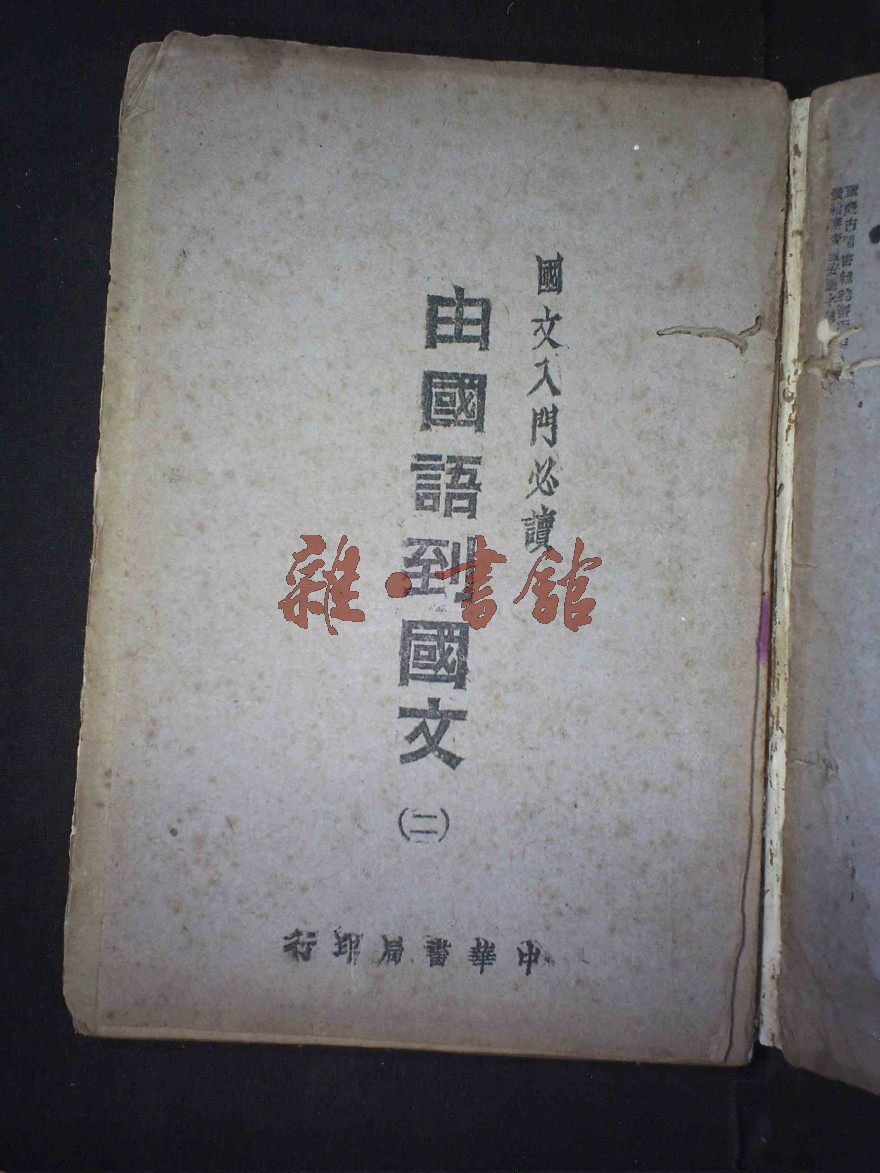 國文入門必讀
由國語到國文
(二)
中華書局印行
雜·書館